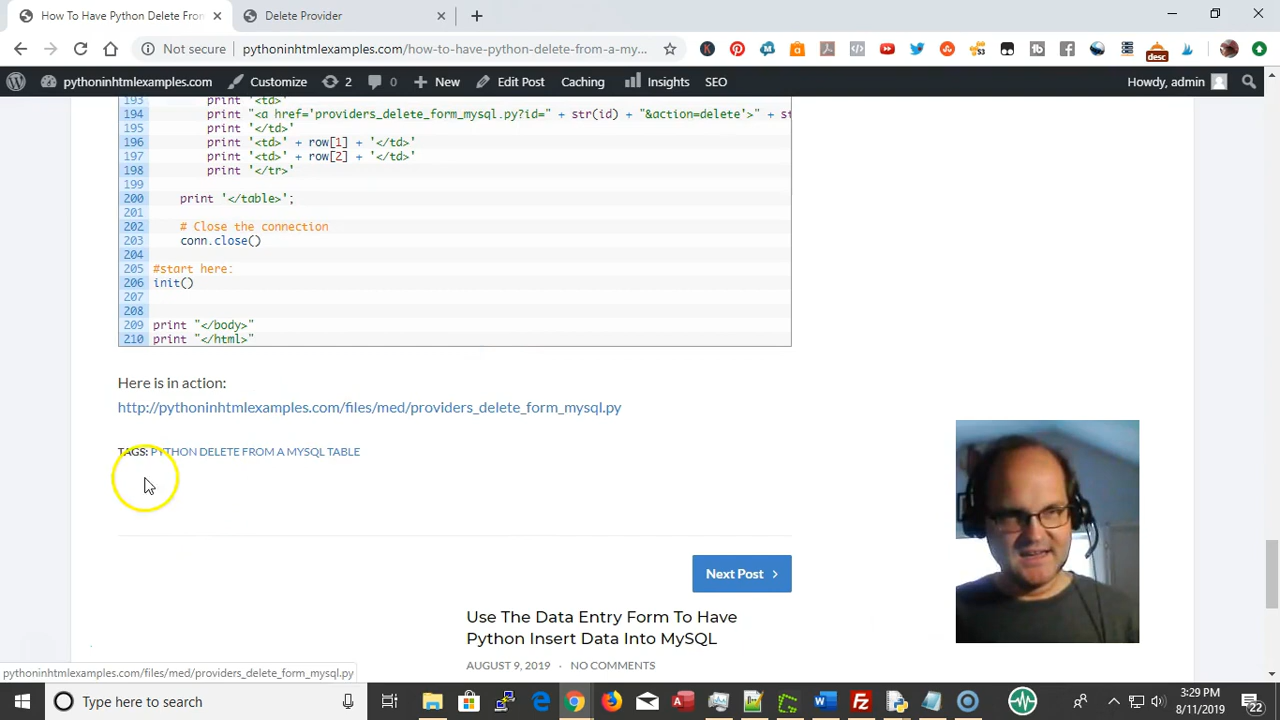 How To Have Python Delete From
Delete Provider
Not secure
pythoninhtmlexamples.com/how-to-have-python-delete-from-a-my...
pythoninhtmlexamples.com
Customize
2
0
New
Edit Post
Caching
Insights
SEO
Howdy, admin
193 print '<td>'
194 print "<a href='providers_delete_form_mysql.py?id=" + str(id) + "&action=delete'>" + st
195 print '</td>'
196 print '<td>' + row[1] + '</td>'
197 print '<td>' + row[2] + '</td>'
198 print '</tr>'
199
200 print '</table>';
201
202 # Close the connection
203 conn.close()
204
205 #start here:
206 init()
207
208
209 print "</body>"
210 print "</html>"
Here is in action:
http://pythoninhtmlexamples.com/files/med/providers_delete_form_mysql.py
TAGS: PYTHON DELETE FROM A MYSQL TABLE
Next Post
Use The Data Entry Form To Have
Python Insert Data Into MySQL
AUGUST 9, 2019 · NO COMMENTS
pythoninhtmlexamples.com/files/med/providers_delete_form_mysql.py
Type here to search
3:29 PM
8/11/2019
22